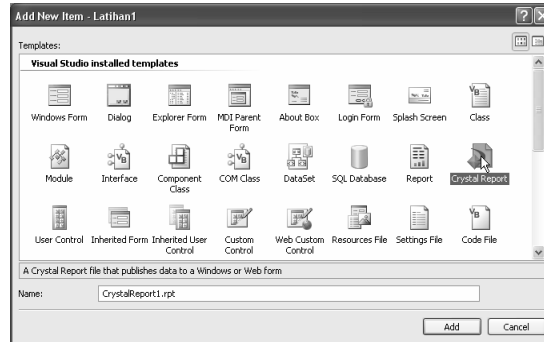 Add New Item - Latihan1
Templates:
Visual Studio installed templates
Windows Form
Dialog
Explorer Form
MDI Parent Form
About Box
Login Form
Splash Screen
Class
Module
Interface
Component Class
COM Class
DataSet
SQL Database
Report
Crystal Report
User Control
Inherited Form
Inherited User Control
Custom Control
Web Custom Control
Resources File
Settings File
Code File
A Crystal Report file that publishes data to a Windows or Web form
Name:
CrystalReport1.rpt
Add
Cancel